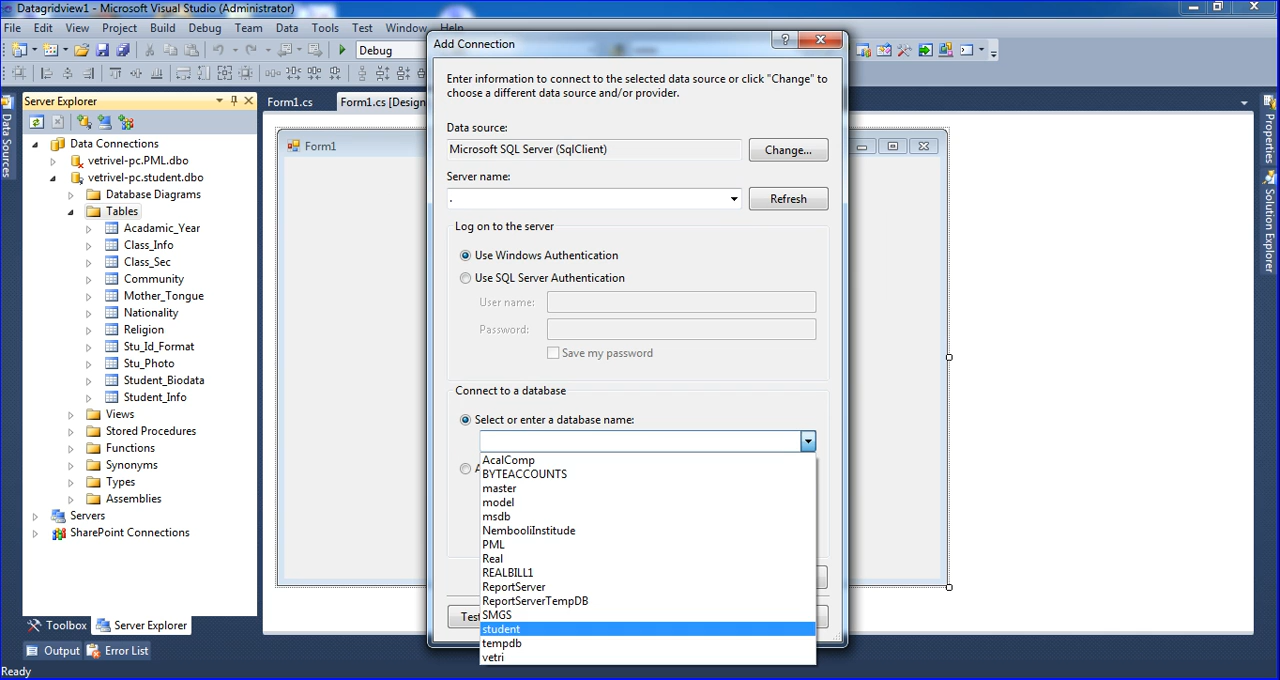 Datagridview1 - Microsoft Visual Studio (Administrator)
File Edit View Project Build Debug Team Data Tools Test Window Help
Debug
Server Explorer
Data Connections
vetrivel-pc.PML.dbo
vetrivel-pc.student.dbo
Database Diagrams
Tables
Acadamic_Year
Class_Info
Class_Sec
Community
Mother_Tongue
Nationality
Religion
Stu_Id_Format
Stu_Photo
Student_Biodata
Student_Info
Views
Stored Procedures
Functions
Synonyms
Types
Assemblies
Servers
SharePoint Connections
Toolbox Server Explorer
Output Error List
Ready
Data Sources
Form1.cs Form1.cs [Design
Form1
Add Connection
Enter information to connect to the selected data source or click "Change" to
choose a different data source and/or provider.
Data source:
Microsoft SQL Server (SqlClient) Change...
Server name:
. Refresh
Log on to the server
Use Windows Authentication
Use SQL Server Authentication
User name:
Password:
Save my password
Connect to a database
Select or enter a database name:
A
AcalComp
BYTEACCOUNTS
master
model
msdb
NembooliInstitude
PML
Real
REALBILL1
ReportServer
ReportServerTempDB
SMGS
student
tempdb
vetri
Test
Properties
Solution Explorer